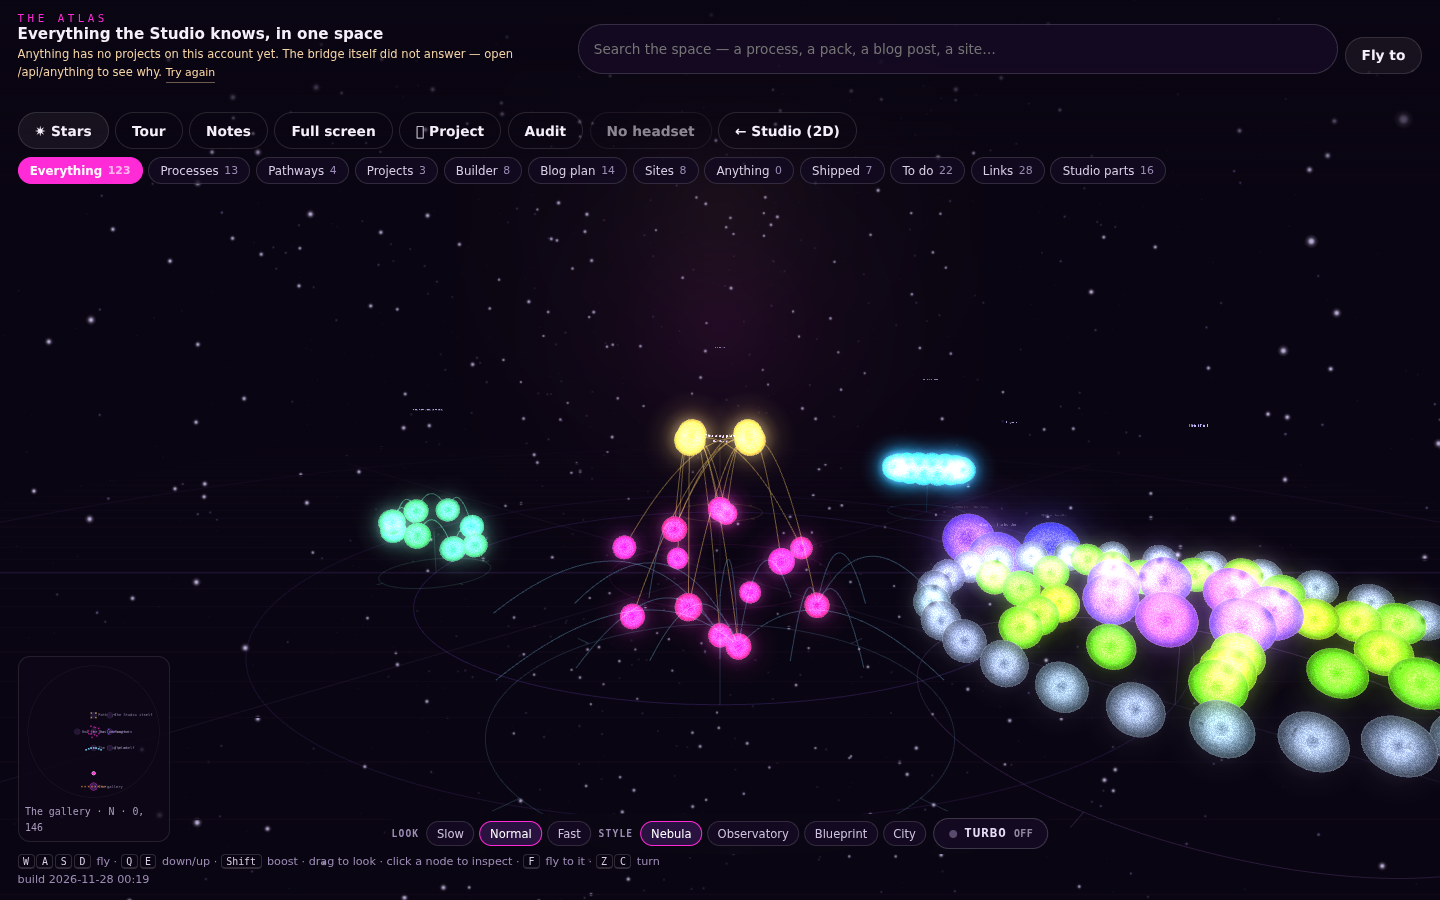 THE ATLAS
Everything the Studio knows, in one space
Anything has no projects on this account yet. The bridge itself did not answer — open
/api/anything to see why. Try again
Search the space — a process, a pack, a blog post, a site…
Fly to
✷ Stars
Tour
Notes
Full screen
Project
Audit
No headset
← Studio (2D)
Everything 123
Processes 13
Pathways 4
Projects 3
Builder 8
Blog plan 14
Sites 8
Anything 0
Shipped 7
To do 22
Links 28
Studio parts 16
The gallery · N · 0,
146
LOOK Slow Normal Fast STYLE Nebula Observatory Blueprint City TURBO OFF
W A S D fly · Q E down/up · Shift boost · drag to look · click a node to inspect · F fly to it · Z C turn
build 2026-11-28 00:19